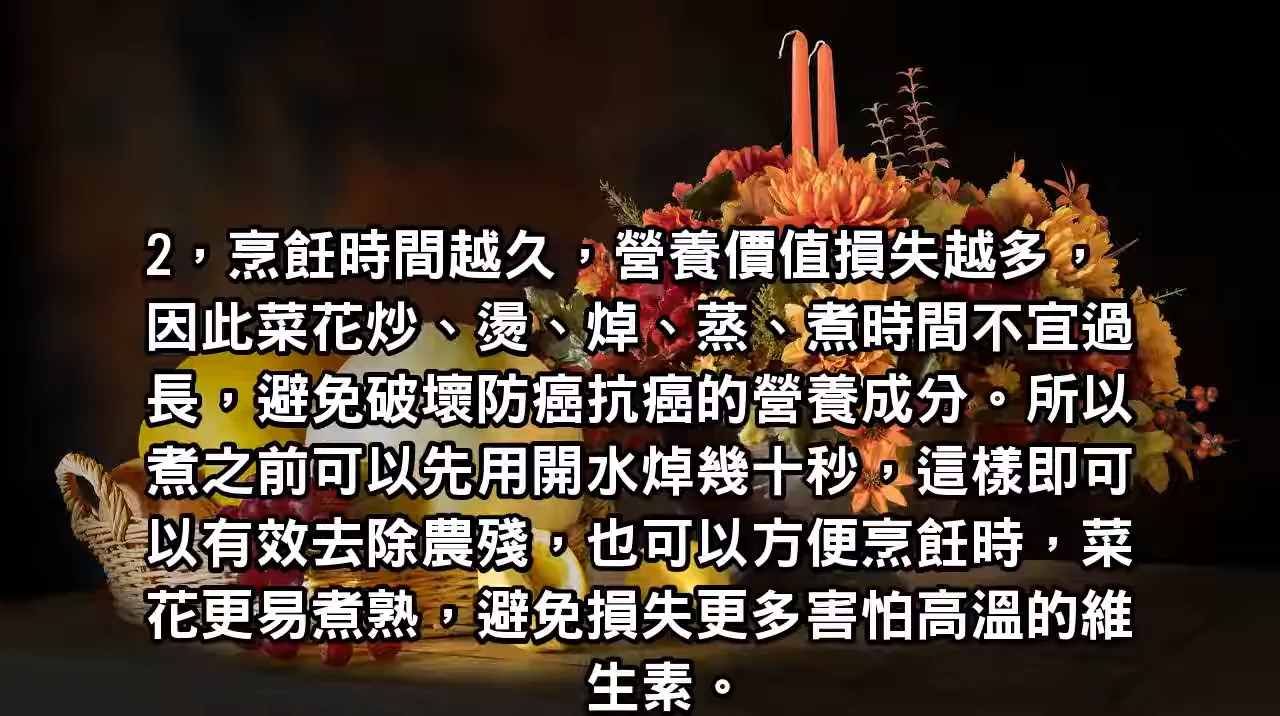 2，烹飪時間越久，營養價值損失越多，
因此菜花炒、燙、焯、蒸、煮時間不宜過
長，避免破壞防癌抗癌的營養成分。所以
煮之前可以先用開水焯幾十秒，這樣即可
以有效去除農殘，也可以方便烹飪時，菜
花更易煮熟，避免損失更多害怕高溫的維
生素。